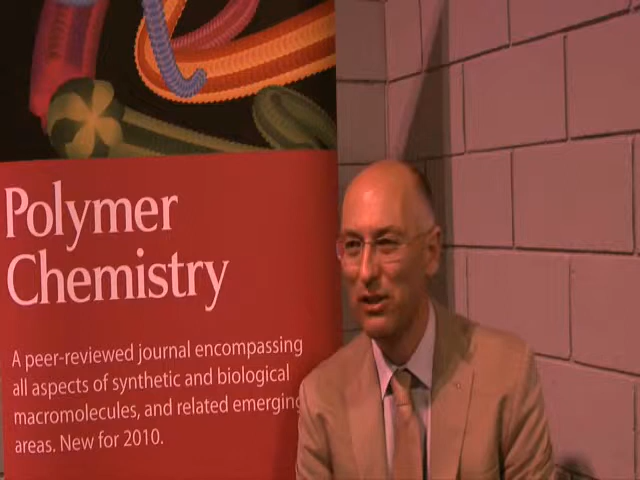 Polymer
Chemistry
A peer-reviewed journal encompassing
all aspects of synthetic and biological
macromolecules, and related emerging
areas. New for 2010.